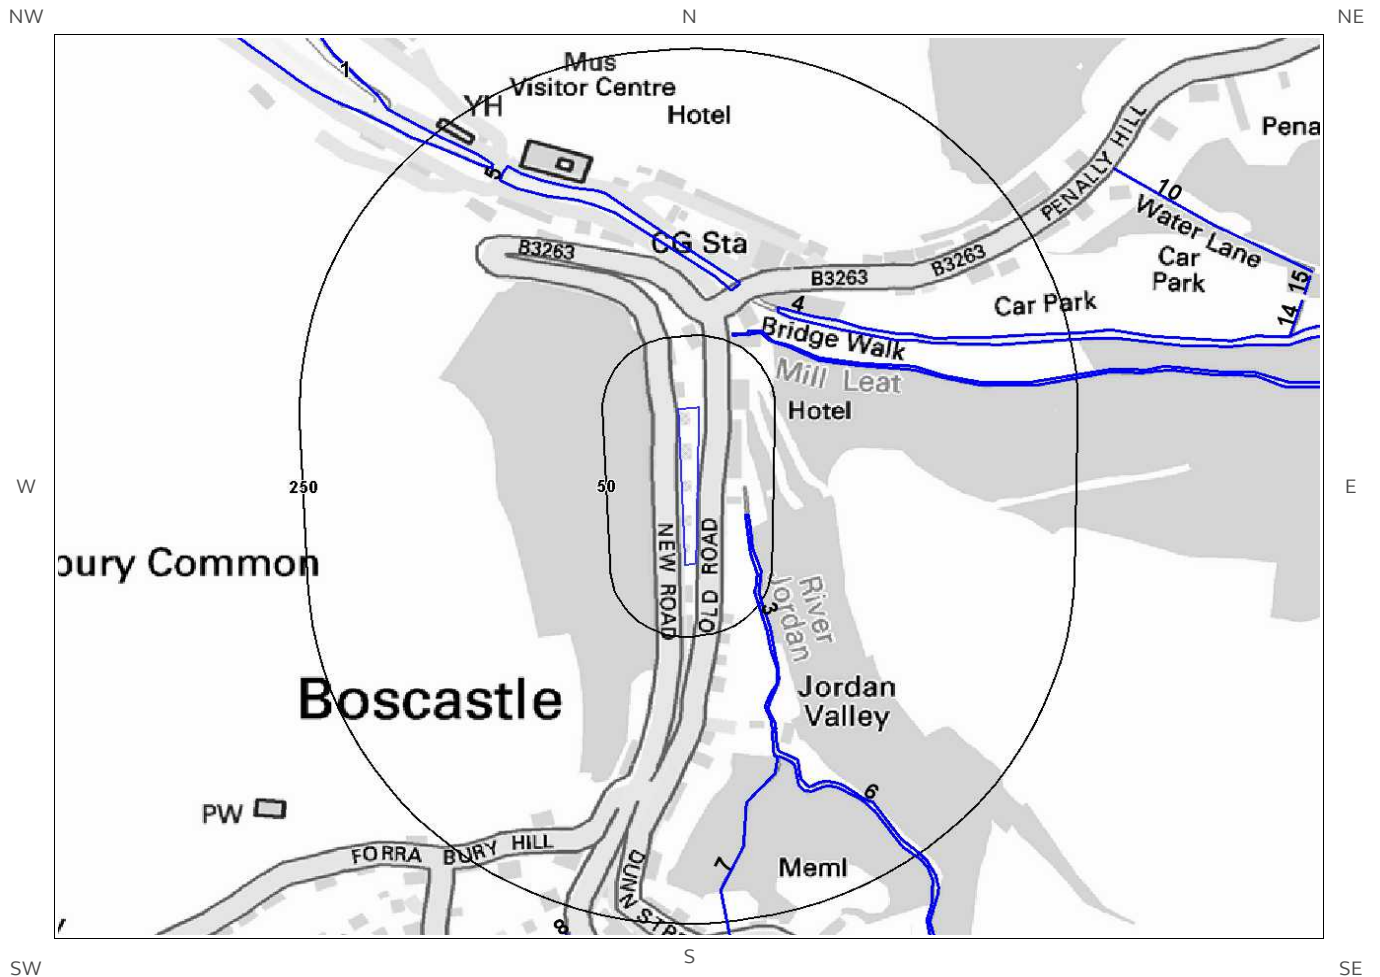 NW
N
NE
1
Mus
Visitor Centre
YH
Hotel
Pena
PENALLY HILL
10
Water Lane
5
CG Sta
B3263
B3263
B3263
Car
Park
15
14
4
Car Park
Bridge Walk
Mill Leat
Hotel
W
250
50
E
NEW ROAD
OLD ROAD
bury Common
3
River
Jordan
Boscastle
Jordan
Valley
PW
6
FORRA BURY HILL
7
Meml
DUNN STR
8
y
SW
S
SE